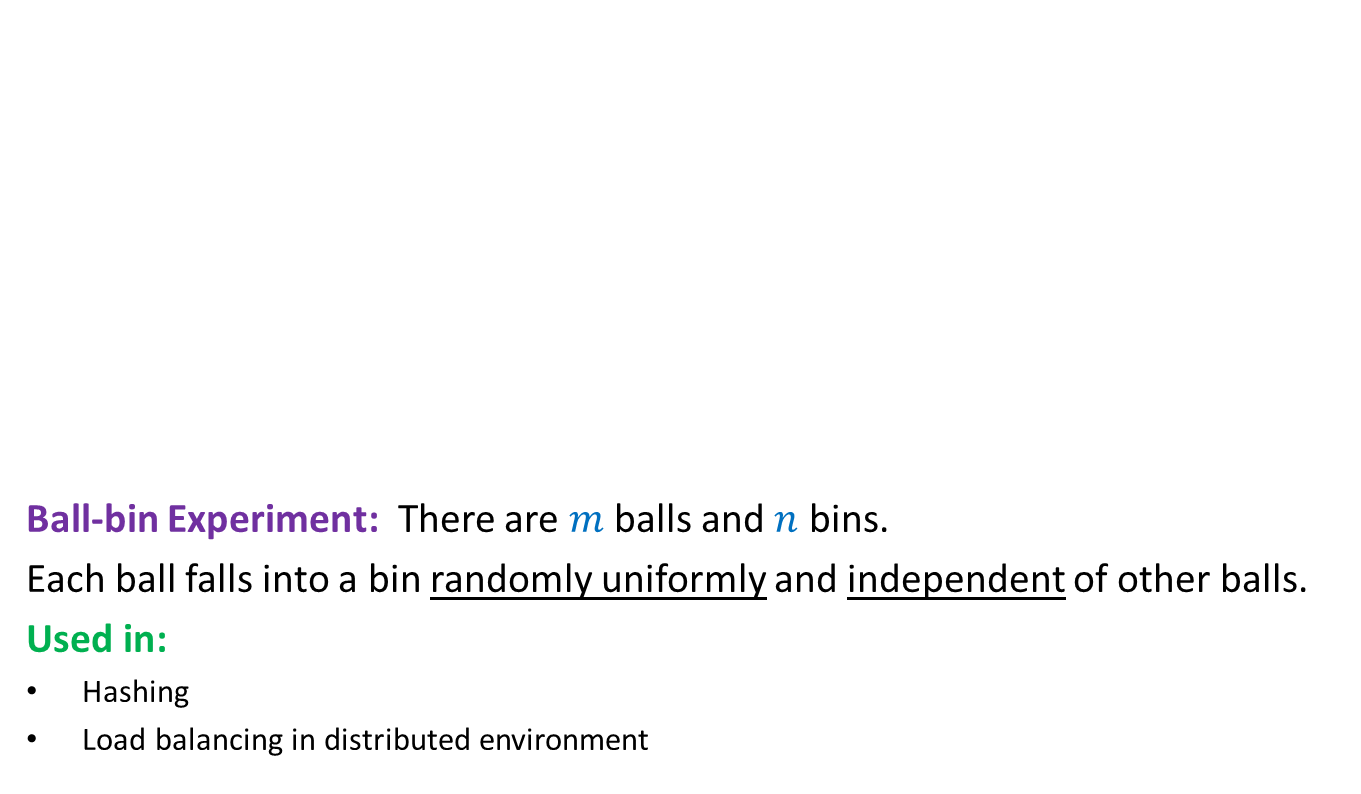 Ball-bin Experiment: There are m balls and n bins.
Each ball falls into a bin randomly uniformly and independent of other balls.
Used in:
• Hashing
• Load balancing in distributed environment